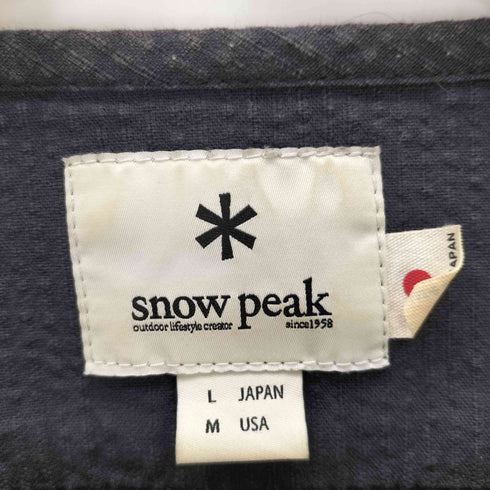 snow peak
outdoor lifestyle creator since1958
L JAPAN
M USA
APAN